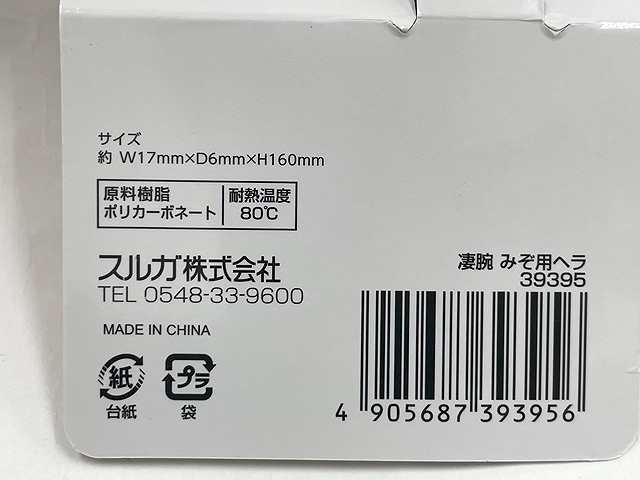 サイズ
約 W17mm×D6mm×H160mm
原料樹脂
ポリカーボネート
耐熱温度
80℃
スルガ株式会社
TEL 0548-33-9600
MADE IN CHINA
紙
台紙
プラ
袋
凄腕 みぞ用ヘラ
39395
4 905687 393956